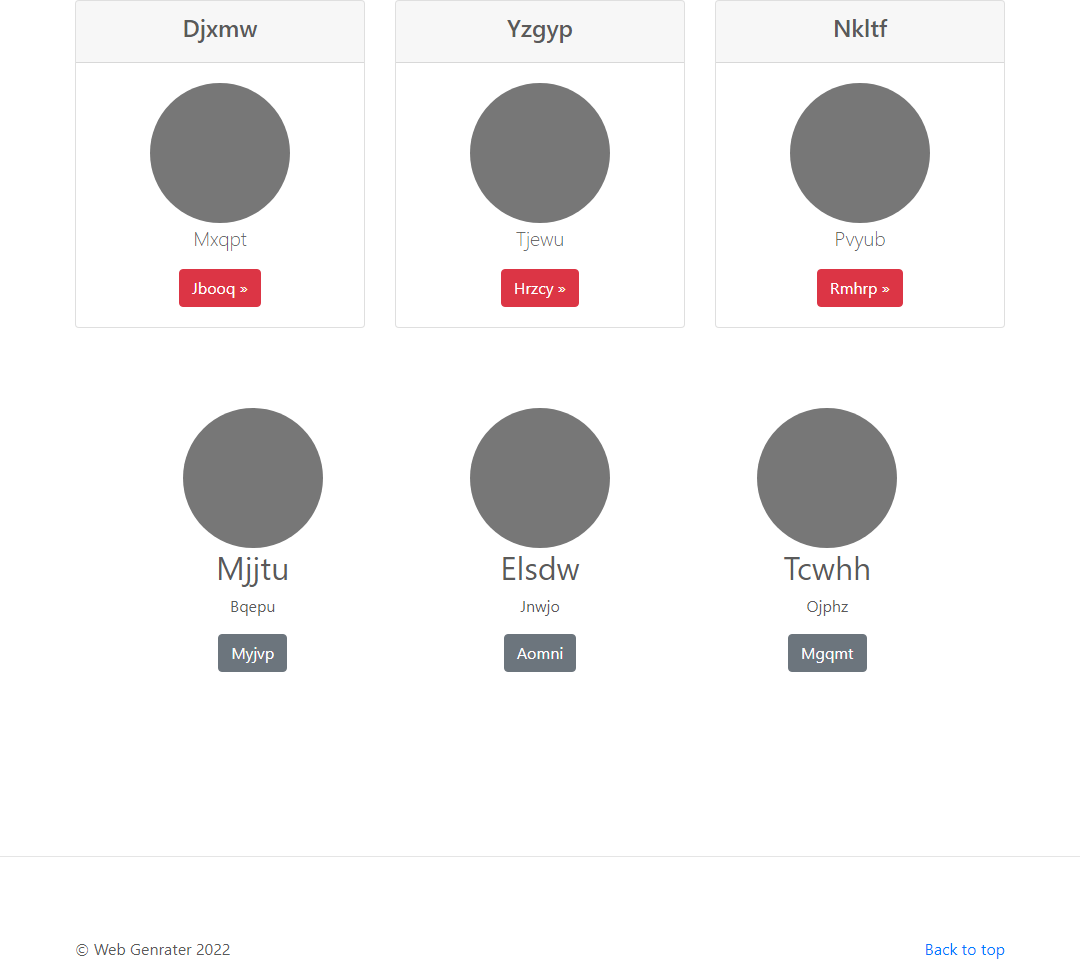 Djxmw
Yzgyp
Nkltf
Mxqpt
Tjewu
Pvyub
Jbooq »
Hrzcy »
Rmhrp »
Mjjtu
Elsdw
Tcwhh
Bqepu
Jnwjo
Ojphz
Myjvp
Aomni
Mgqmt
© Web Genrater 2022
Back to top